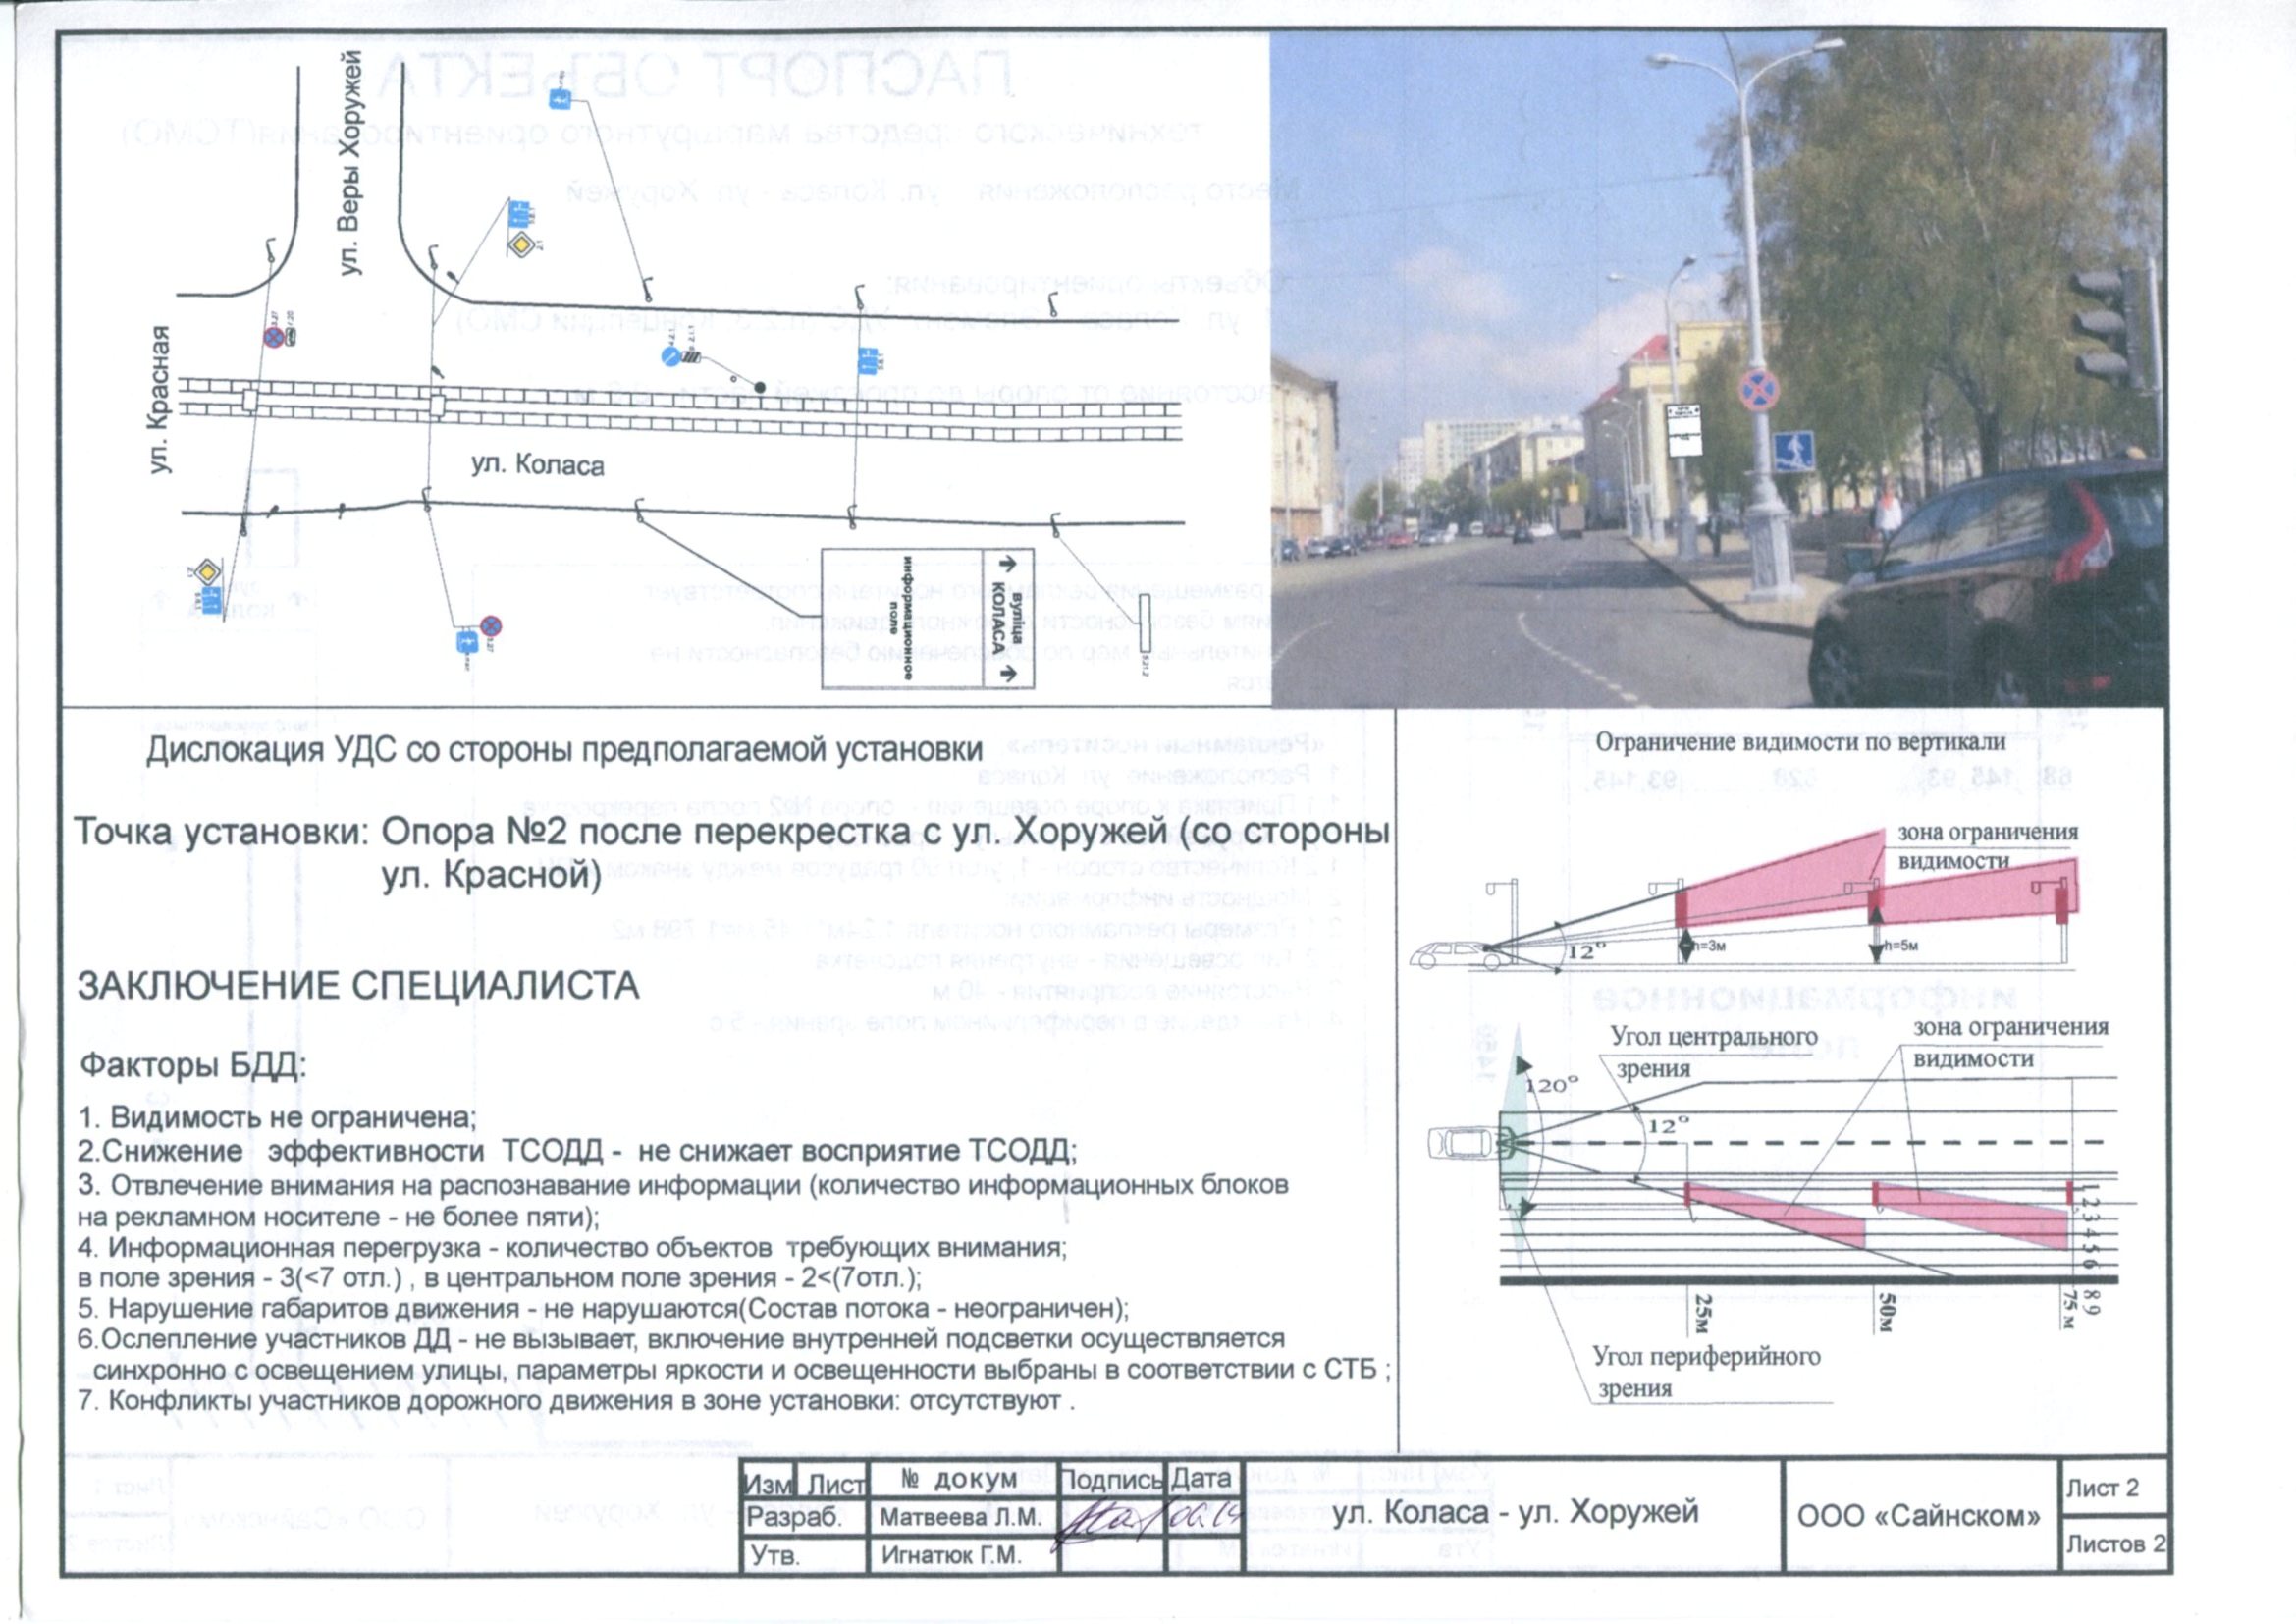 ул. Веры Хоружей
ул. Красная
ул. Коласа
2.1
информационное
поле
вуліца
КОЛАСА
Дислокация УДС со стороны предполагаемой установки
Точка установки: Опора №2 после перекрестка с ул. Хоружей (со стороны
ул. Красной)
ЗАКЛЮЧЕНИЕ СПЕЦИАЛИСТА
Факторы БДД:
1. Видимость не ограничена;
2.Снижение эффективности ТСОДД - не снижает восприятие ТСОДД;
3. Отвлечение внимания на распознавание информации (количество информационных блоков
на рекламном носителе - не более пяти);
4. Информационная перегрузка - количество объектов требующих внимания;
в поле зрения - 3(<7 отл.) , в центральном поле зрения - 2<(7отл.);
5. Нарушение габаритов движения - не нарушаются(Состав потока - неограничен);
6.Ослепление участников ДД - не вызывает, включение внутренней подсветки осуществляется
синхронно с освещением улицы, параметры яркости и освещенности выбраны в соответствии с СТБ ;
7. Конфликты участников дорожного движения в зоне установки: отсутствуют .
Ограничение видимости по вертикали
зона ограничения
видимости
12°
h=3м
h=5м
Угол центрального
зрения
зона ограничения
видимости
120°
12°
1 2 3 4 5 6
8 9
25м
50м
75 м
Угол периферийного
зрения
Изм Лист № докум Подпись Дата
Разраб. Матвеева Л.М.
Утв. Игнатюк Г.М.
ул. Коласа - ул. Хоружей
ООО «Сайнском»
Лист 2
Листов 2